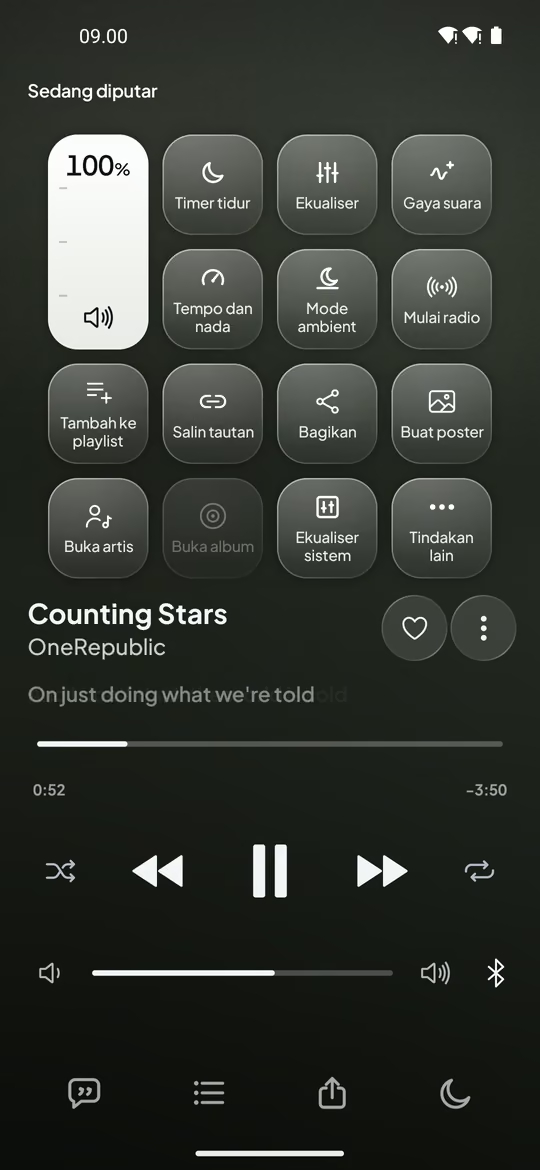 09.00
Sedang diputar
100%
Timer tidur
Ekualiser
Gaya suara
Tempo dan
nada
Mode
ambient
Mulai radio
Tambah ke
playlist
Salin tautan
Bagikan
Buat poster
Buka artis
Buka album
Ekualiser
sistem
Tindakan
lain
Counting Stars
OneRepublic
On just doing what we're told
0:52
-3:50